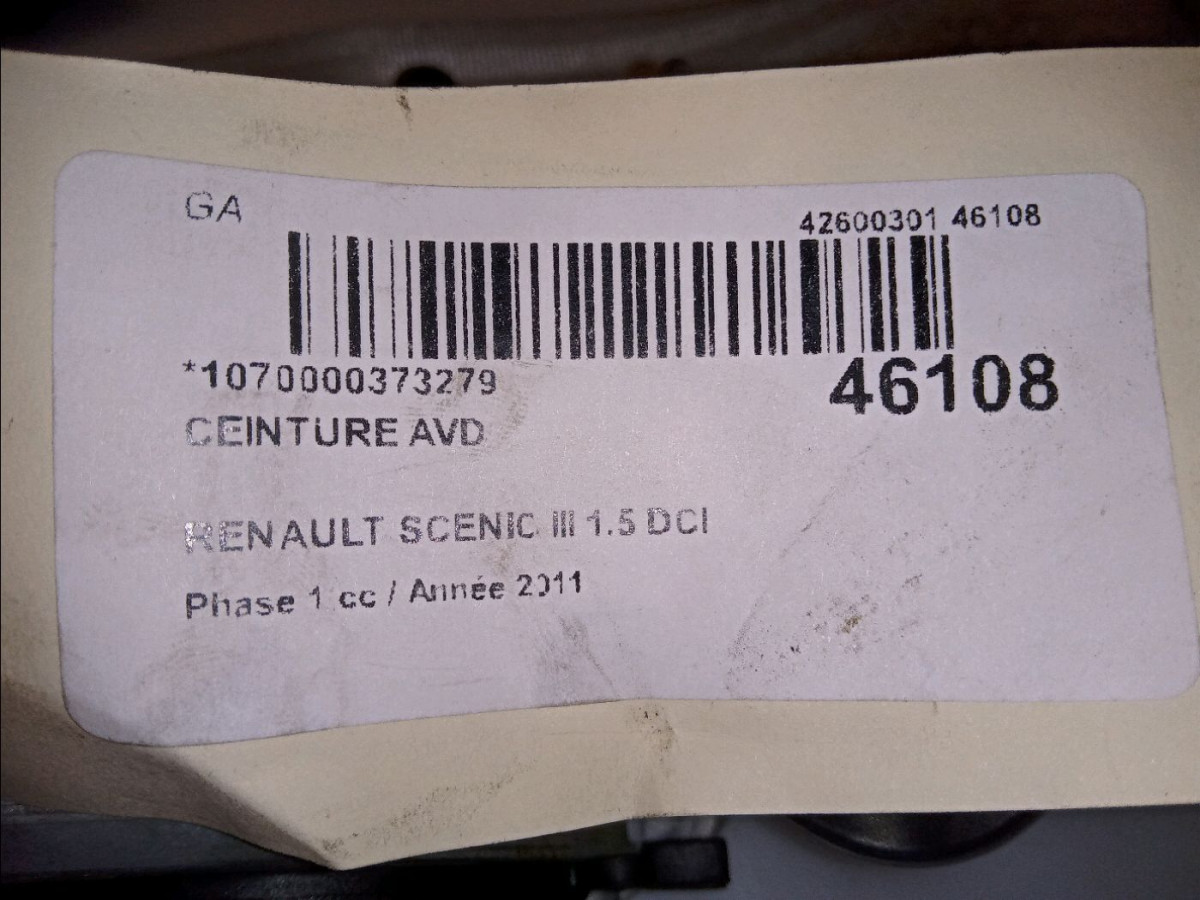 GA
42600301 46108
*1070000373279
46108
CEINTURE AVD
RENAULT SCENIC III 1.5 DCI
Phase 1 cc / Année 2011